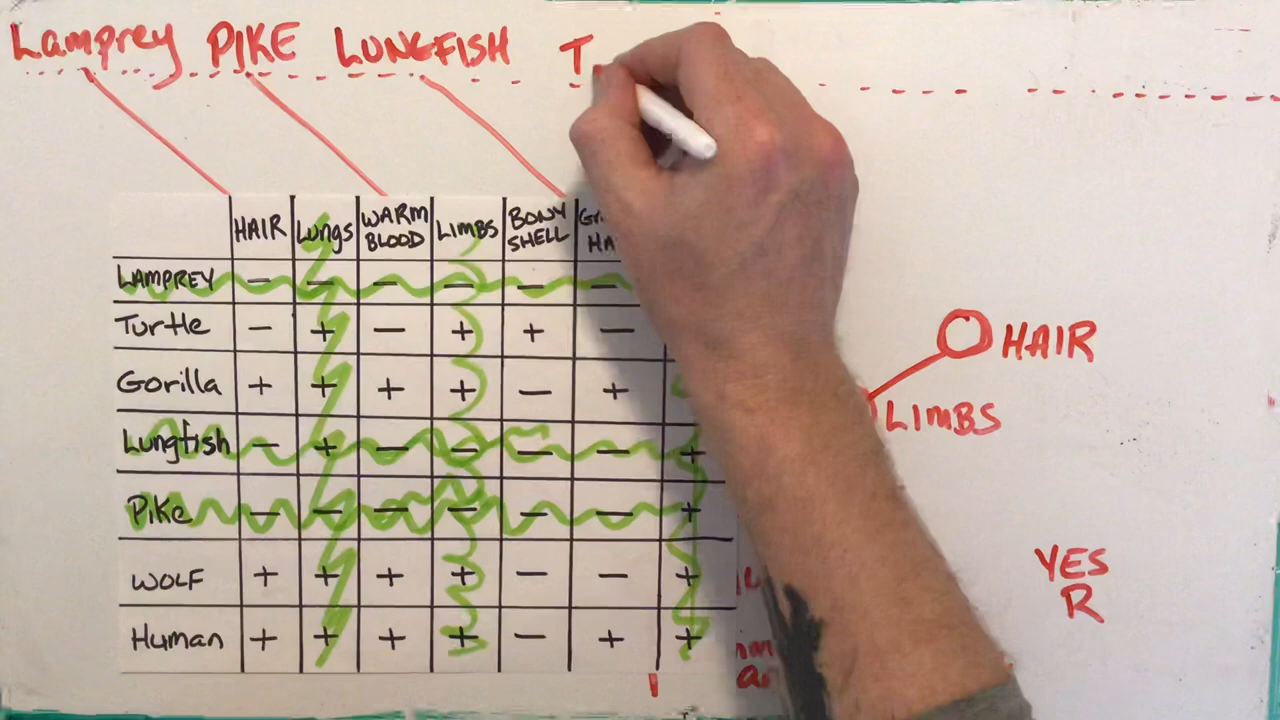 Lamprey PIKE LUNGFISH T
HAIR Lungs WARM BLOOD LIMBS BONY SHELL
LAMPREY - - - - - -
Turtle - + - + + -
Gorilla + + + + - +
Lungfish - + - - - - +
Pike - - - - - - +
WOLF + + + + - - +
Human + + + + - + +
HAIR
LIMBS
YES
R